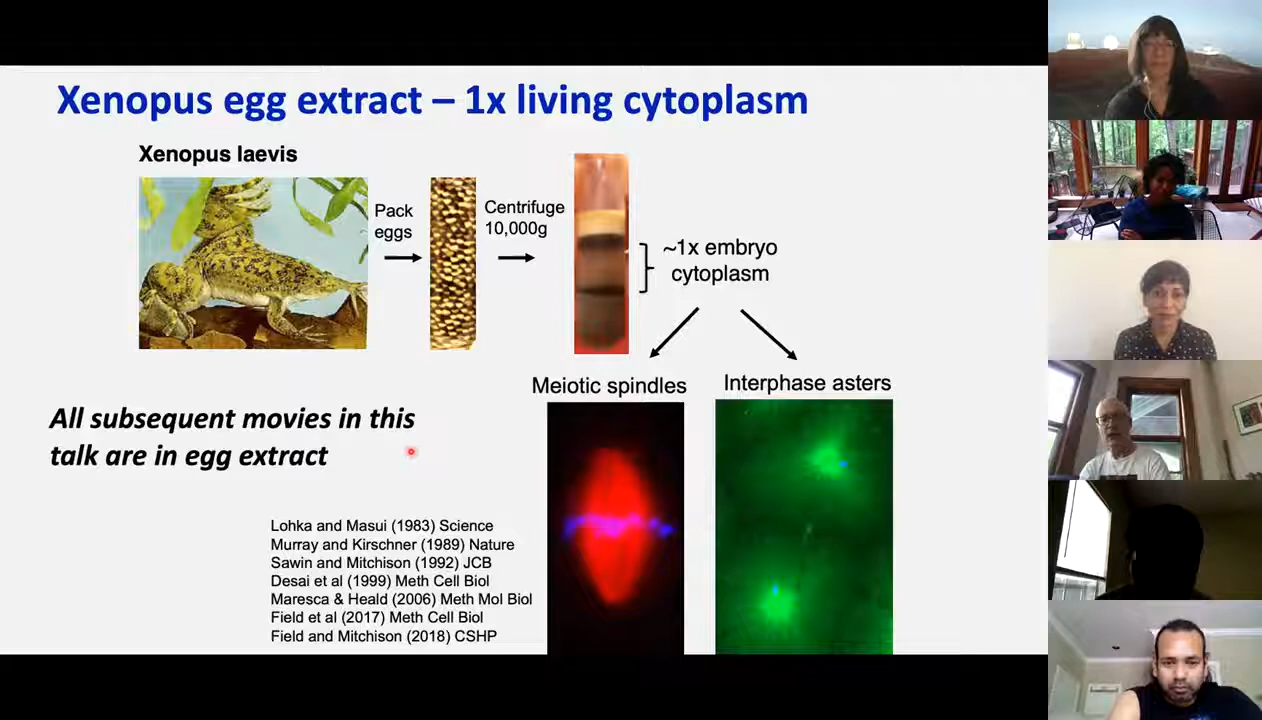 Xenopus egg extract – 1x living cytoplasm
Xenopus laevis
Pack
eggs
Centrifuge
10,000g
~1x embryo
cytoplasm
Meiotic spindles
Interphase asters
All subsequent movies in this
talk are in egg extract
Lohka and Masui (1983) Science
Murray and Kirschner (1989) Nature
Sawin and Mitchison (1992) JCB
Desai et al (1999) Meth Cell Biol
Maresca & Heald (2006) Meth Mol Biol
Field et al (2017) Meth Cell Biol
Field and Mitchison (2018) CSHP